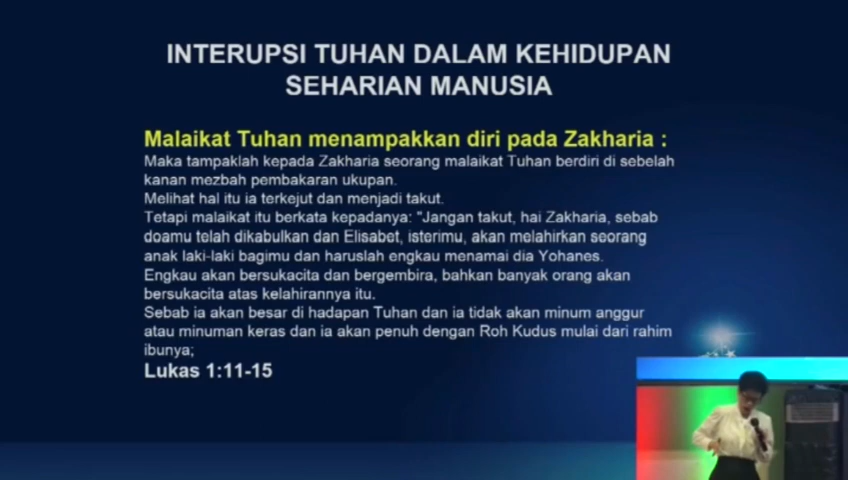 INTERUPSI TUHAN DALAM KEHIDUPAN
SEHARIAN MANUSIA
Malaikat Tuhan menampakkan diri pada Zakharia :
Maka tampaklah kepada Zakharia seorang malaikat Tuhan berdiri di sebelah
kanan mezbah pembakaran ukupan.
Melihat hal itu ia terkejut dan menjadi takut.
Tetapi malaikat itu berkata kepadanya: "Jangan takut, hai Zakharia, sebab
doamu telah dikabulkan dan Elisabet, isterimu, akan melahirkan seorang
anak laki-laki bagimu dan haruslah engkau menamai dia Yohanes.
Engkau akan bersukacita dan bergembira, bahkan banyak orang akan
bersukacita atas kelahirannya itu.
Sebab ia akan besar di hadapan Tuhan dan ia tidak akan minum anggur
atau minuman keras dan ia akan penuh dengan Roh Kudus mulai dari rahim
ibunya;
Lukas 1:11-15